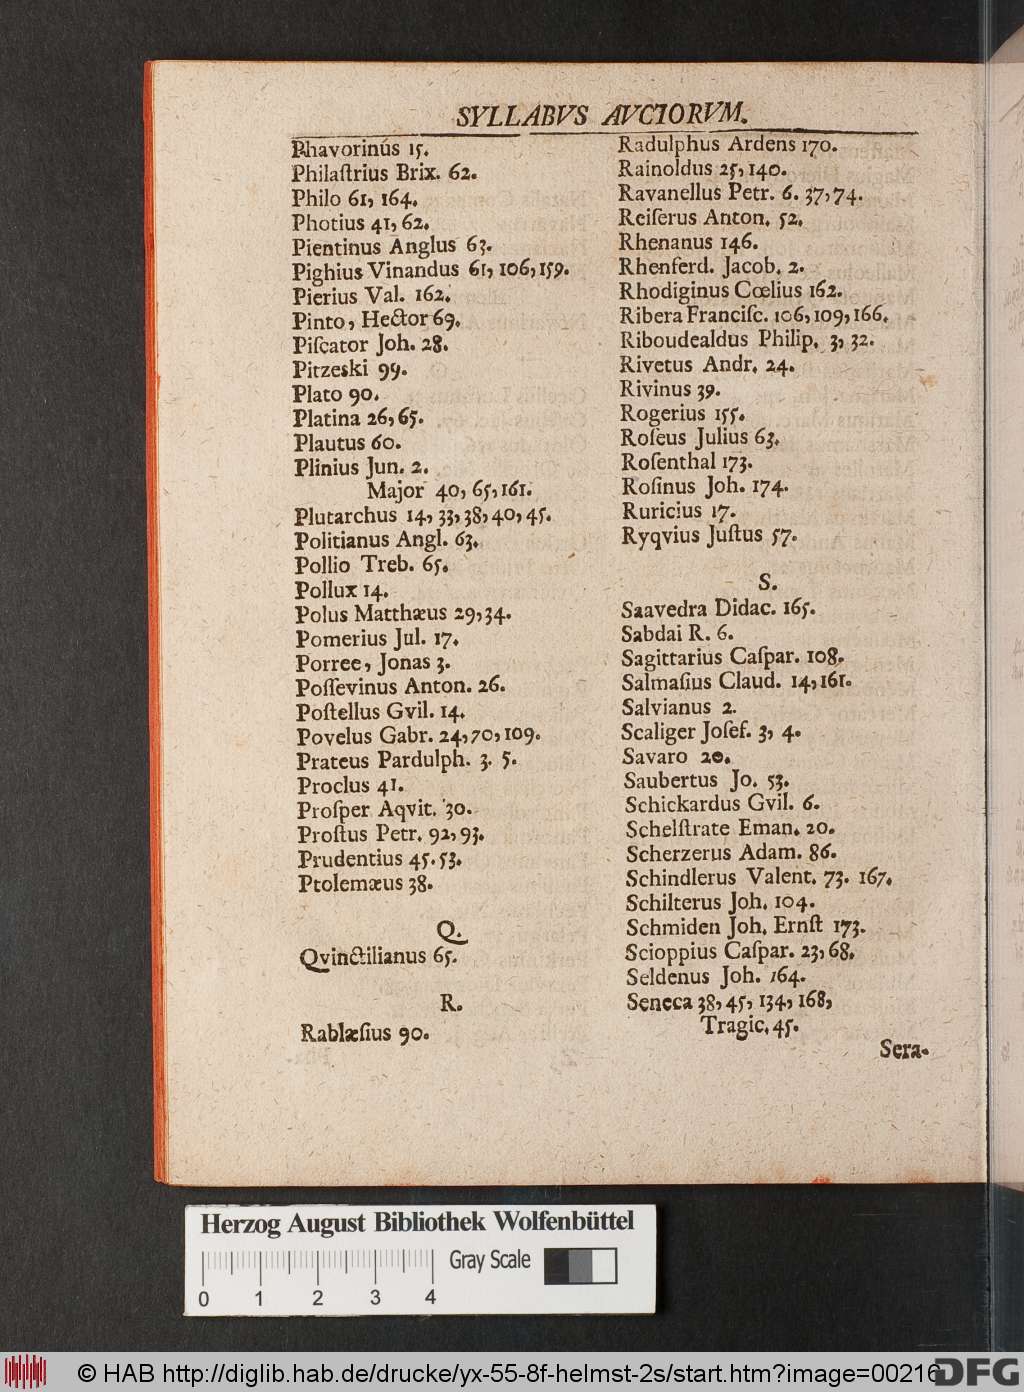 SYLLABVS AVCTORVM.
Phavorinús 15.
Philaſtrius Brix. 62.
Philo 61, 164.
Photius 41, 62.
Pientinus Anglus 63.
Pighius Vinandus 61, 106, 159.
Pierius Val. 162.
Pinto, Hector 69.
Piſcator Joh. 28.
Pitzeski 99.
Plato 90.
Platina 26, 65.
Plautus 60.
Plinius Jun. 2.
Major 40, 65, 161.
Plutarchus 14, 33, 38, 40, 45.
Politianus Angl. 63.
Pollio Treb. 65.
Pollux 14.
Polus Matthæus 29, 34.
Pomerius Jul. 17.
Porree, Jonas 3.
Poſſevinus Anton. 26.
Poſtellus Gvil. 14.
Povelus Gabr. 24, 70, 109.
Prateus Pardulph. 3. 5.
Proclus 41.
Proſper Aqvit. 30.
Proſtus Petr. 92, 93.
Prudentius 45. 53.
Ptolemæus 38.
Q.
Qvinctilianus 65.
R.
Rablæſius 90.
Radulphus Ardens 170.
Rainoldus 25, 140.
Ravanellus Petr. 6. 37, 74.
Reiſerus Anton. 52.
Rhenanus 146.
Rhenferd. Jacob. 2.
Rhodiginus Cœlius 162.
Ribera Franciſc. 106, 109, 166.
Riboudealdus Philip. 3, 32.
Rivetus Andr. 24.
Rivinus 39.
Rogerius 155.
Roſeus Julius 63.
Roſenthal 173.
Roſinus Joh. 174.
Ruricius 17.
Ryqvius Juſtus 57.
S.
Saavedra Didac. 165.
Sabdai R. 6.
Sagittarius Caſpar. 108.
Salmaſius Claud. 14, 161.
Salvianus 2.
Scaliger Joſef. 3, 4.
Savaro 20.
Saubertus Jo. 53.
Schickardus Gvil. 6.
Schelſtrate Eman. 20.
Scherzerus Adam. 86.
Schindlerus Valent. 73. 167.
Schilterus Joh. 104.
Schmiden Joh. Ernſt 173.
Scioppius Caſpar. 23, 68.
Seldenus Joh. 164.
Seneca 38, 45, 134, 168,
Tragic. 45.
Sera-
Herzog August Bibliothek Wolfenbüttel
Gray Scale
0 1 2 3 4
© HAB http://diglib.hab.de/drucke/yx-55-8f-helmst-2s/start.htm?image=00216
DFG